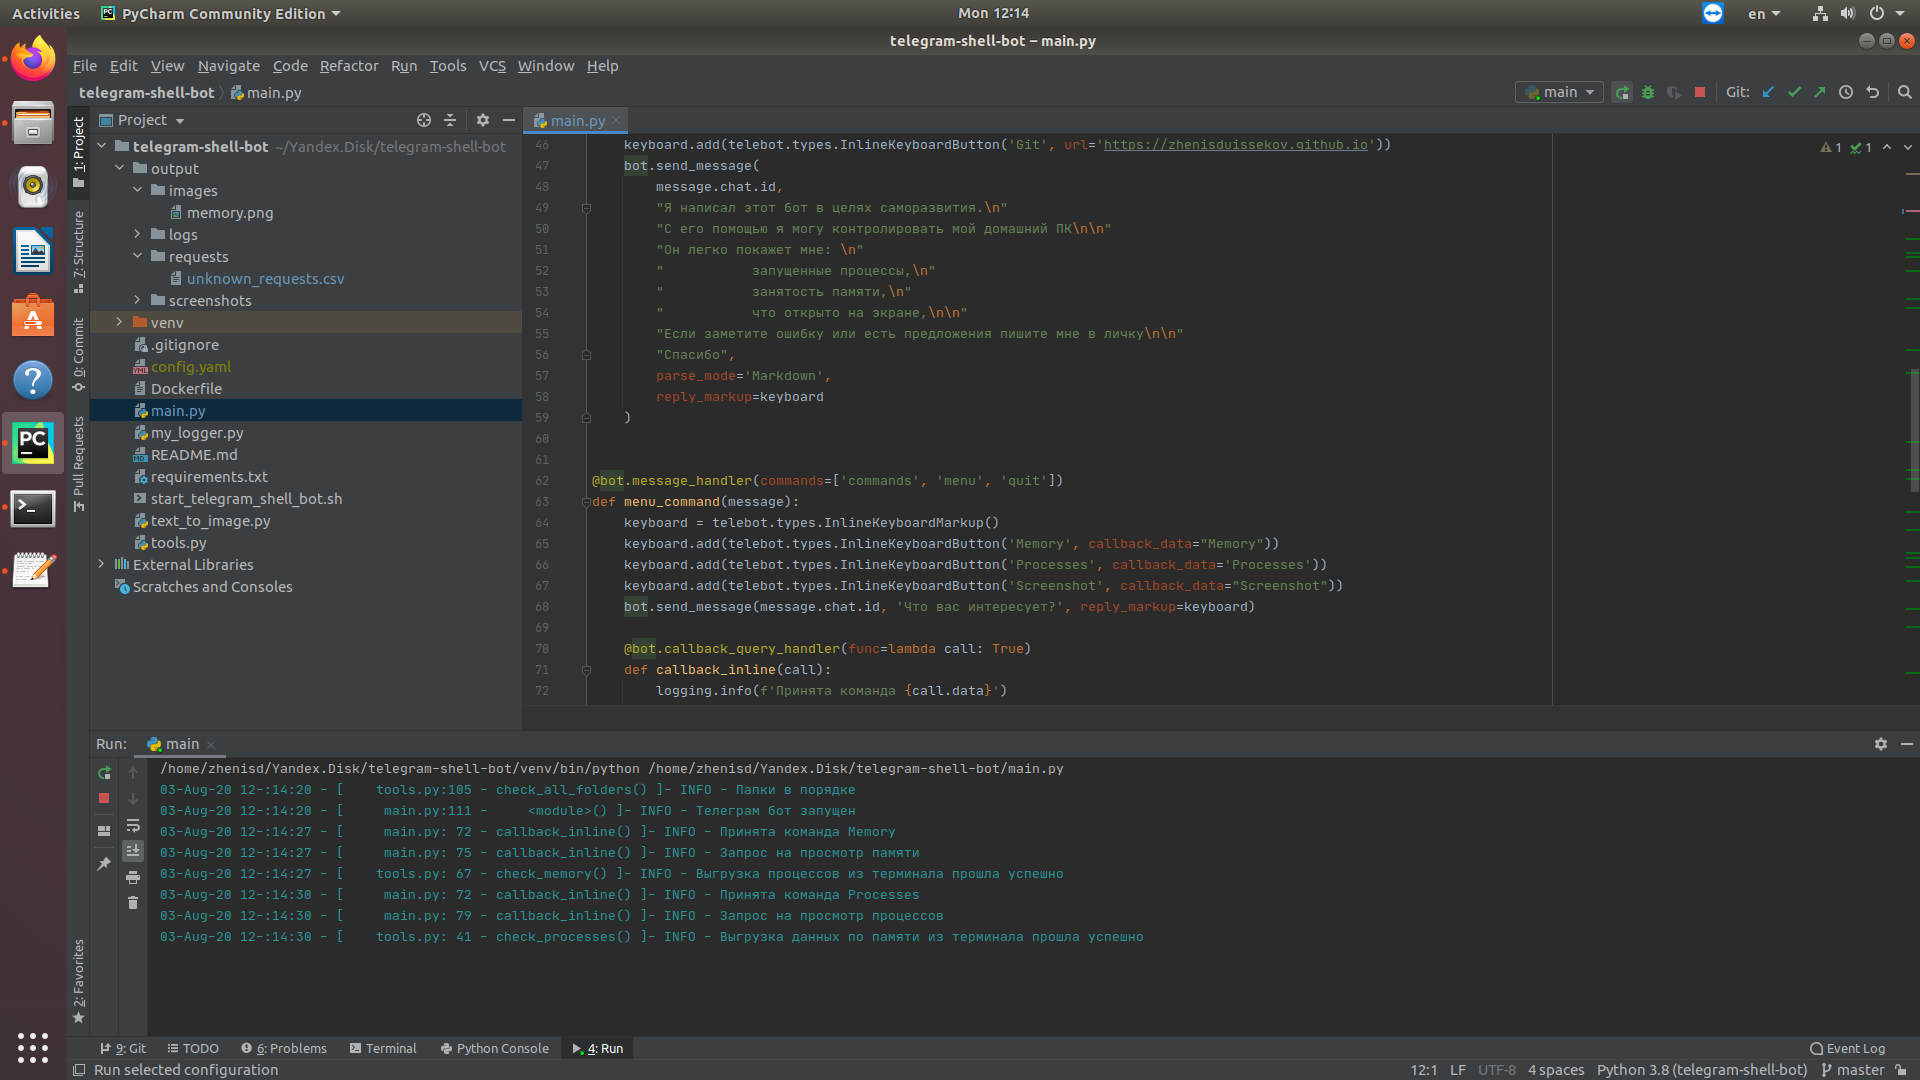 Activities
PyCharm Community Edition
Mon 12:14
en
telegram-shell-bot – main.py
File Edit View Navigate Code Refactor Run Tools VCS Window Help
telegram-shell-bot main.py
main
Git:
1: Project
7: Structure
0: Commit
Pull Requests
2: Favorites
Project
telegram-shell-bot ~/Yandex.Disk/telegram-shell-bot
output
images
memory.png
logs
requests
unknown_requests.csv
screenshots
venv
.gitignore
config.yaml
Dockerfile
main.py
my_logger.py
README.md
requirements.txt
start_telegram_shell_bot.sh
text_to_image.py
tools.py
External Libraries
Scratches and Consoles
main.py
1 1
46 keyboard.add(telebot.types.InlineKeyboardButton('Git', url='https://zhenisduissekov.github.io'))
47 bot.send_message(
48 message.chat.id,
49 "Я написал этот бот в целях саморазвития.\n"
50 "С его помощью я могу контролировать мой домашний ПК\n\n"
51 "Он легко покажет мне: \n"
52 "           запущенные процессы,\n"
53 "           занятость памяти,\n"
54 "           что открыто на экране,\n\n"
55 "Если заметите ошибку или есть предложения пишите мне в личку\n\n"
56 "Спасибо",
57 parse_mode='Markdown',
58 reply_markup=keyboard
59 )
60
61
62 @bot.message_handler(commands=['commands', 'menu', 'quit'])
63 def menu_command(message):
64 keyboard = telebot.types.InlineKeyboardMarkup()
65 keyboard.add(telebot.types.InlineKeyboardButton('Memory', callback_data="Memory"))
66 keyboard.add(telebot.types.InlineKeyboardButton('Processes', callback_data='Processes'))
67 keyboard.add(telebot.types.InlineKeyboardButton('Screenshot', callback_data="Screenshot"))
68 bot.send_message(message.chat.id, 'Что вас интересует?', reply_markup=keyboard)
69
70 @bot.callback_query_handler(func=lambda call: True)
71 def callback_inline(call):
72 logging.info(f'Принята команда {call.data}')
Run: main
/home/zhenisd/Yandex.Disk/telegram-shell-bot/venv/bin/python /home/zhenisd/Yandex.Disk/telegram-shell-bot/main.py
03-Aug-20 12-:14:20 - [    tools.py:105 - check_all_folders() ]- INFO - Папки в порядке
03-Aug-20 12-:14:20 - [     main.py:111 -     <module>() ]- INFO - Телеграм бот запущен
03-Aug-20 12-:14:27 - [     main.py: 72 - callback_inline() ]- INFO - Принята команда Memory
03-Aug-20 12-:14:27 - [     main.py: 75 - callback_inline() ]- INFO - Запрос на просмотр памяти
03-Aug-20 12-:14:27 - [    tools.py: 67 - check_memory() ]- INFO - Выгрузка процессов из терминала прошла успешно
03-Aug-20 12-:14:30 - [     main.py: 72 - callback_inline() ]- INFO - Принята команда Processes
03-Aug-20 12-:14:30 - [     main.py: 79 - callback_inline() ]- INFO - Запрос на просмотр процессов
03-Aug-20 12-:14:30 - [    tools.py: 41 - check_processes() ]- INFO - Выгрузка данных по памяти из терминала прошла успешно
9: Git TODO 6: Problems Terminal Python Console 4: Run Event Log
Run selected configuration
12:1 LF UTF-8 4 spaces Python 3.8 (telegram-shell-bot) master